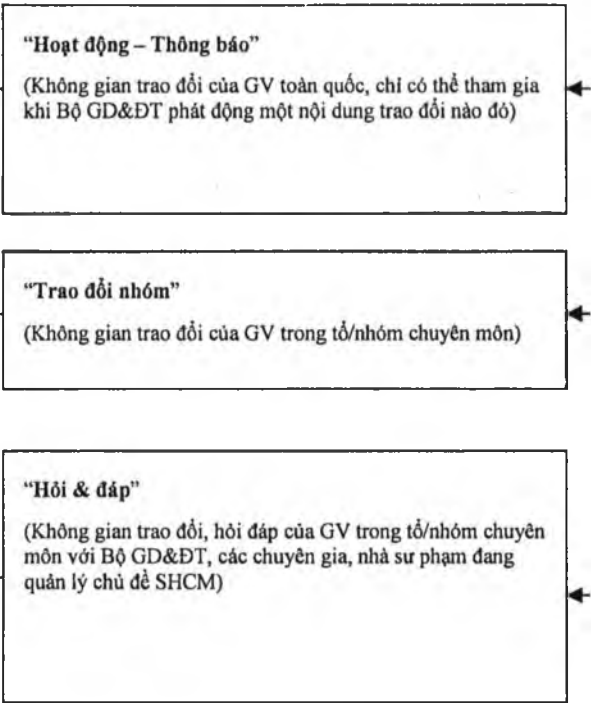 “Hoạt động – Thông báo”
(Không gian trao đổi của GV toàn quốc, chỉ có thể tham gia
khi Bộ GD&ĐT phát động một nội dung trao đổi nào đó)
“Trao đổi nhóm”
(Không gian trao đổi của GV trong tổ/nhóm chuyên môn)
“Hỏi & đáp”
(Không gian trao đổi, hỏi đáp của GV trong tổ/nhóm chuyên
môn với Bộ GD&ĐT, các chuyên gia, nhà sư phạm đang
quản lý chủ đề SHCM)